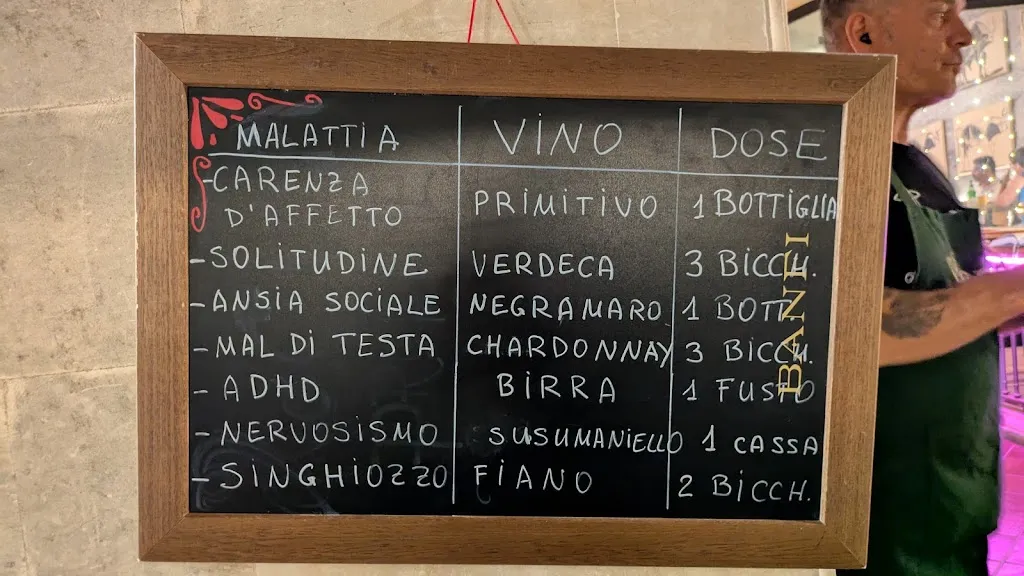 MALATTIA VINO DOSE
-CARENZA
D'AFFETTO PRIMITIVO 1 BOTTIGLIA
-SOLITUDINE VERDECA 3 BICCH.
-ANSIA SOCIALE NEGRAMARO 1 BOTT.
-MAL Di TESTA CHARDONNAY 3 BICCH.
-ADHD BIRRA 1 FUSTO
-NERVOSISMO SUSUMANIELLO 1 CASSA
-SINGHIOZZO FIANO 2 BICCH.
BANFI